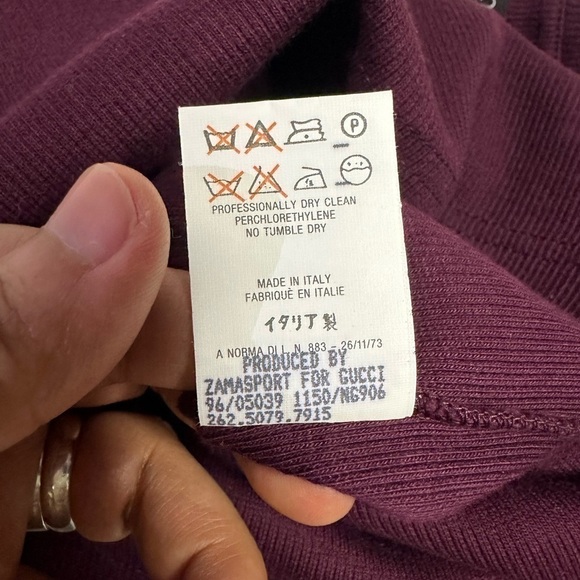 P
PROFESSIONALLY DRY CLEAN
PERCHLORETHYLENE
NO TUMBLE DRY
MADE IN ITALY
FABRIQUÉ EN ITALIE
イタリア製
A NORMA DI L. N. 883 - 26/11/73
PRODUCED BY
ZAMASPORT FOR GUCCI
96/05039 1150/NG906
262.5079.7915